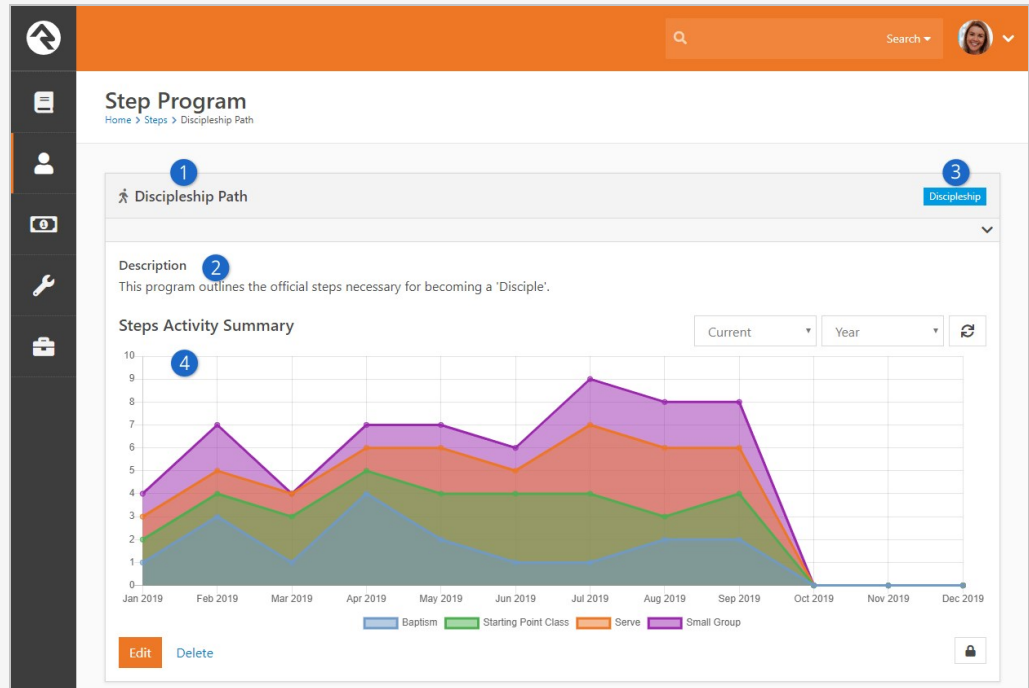 Search
Step Program
Home > Steps > Discipleship Path
1
3
Discipleship Path
Discipleship
Description
2
This program outlines the official steps necessary for becoming a 'Disciple'.
Steps Activity Summary
Current
Year
4
10
9
8
7
6
5
4
3
2
1
0
Jan 2019 Feb 2019 Mar 2019 Apr 2019 May 2019 Jun 2019 Jul 2019 Aug 2019 Sep 2019 Oct 2019 Nov 2019 Dec 2019
Baptism Starting Point Class Serve Small Group
Edit Delete